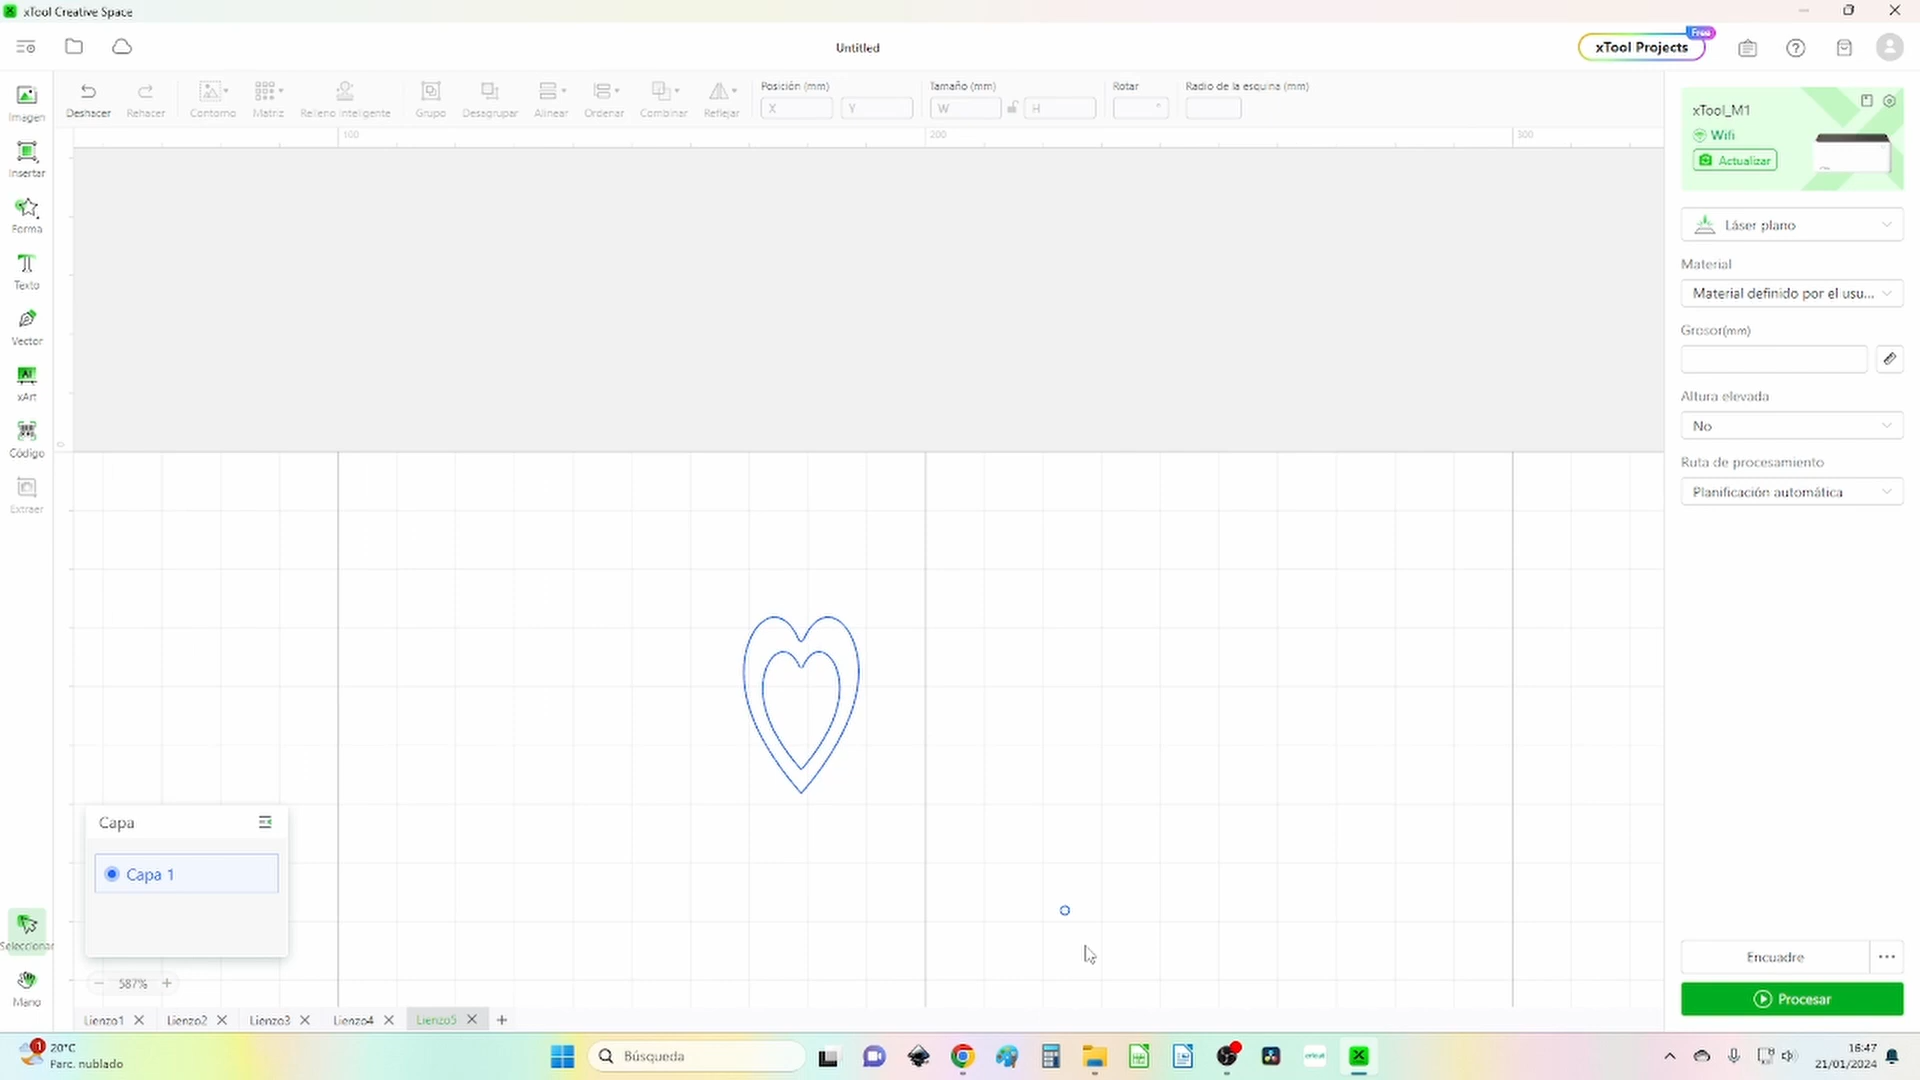 xTool Creative Space
Untitled
xTool Projects
Free
Deshacer
Rehacer
Contorno
Matriz
Relleno inteligente
Grupo
Desagrupar
Alinear
Ordenar
Combinar
Reflejar
Posición (mm)
X
Y
Tamaño (mm)
W
H
Rotar
°
Radio de la esquina (mm)
100
200
300
0
Imagen
Insertar
Forma
Texto
Vector
AI
xArt
Código
Extraer
Seleccionar
Mano
xTool_M1
Wifi
Actualizar
Láser plano
Material
Material definido por el usu...
Grosor(mm)
Altura elevada
No
Ruta de procesamiento
Planificación automática
Capa
Capa 1
587%
Encuadre
Procesar
Lienzo1
Lienzo2
Lienzo3
Lienzo4
Lienzo5
1
20°C
Parc. nublado
Búsqueda
cricut
16:47
21/01/2024